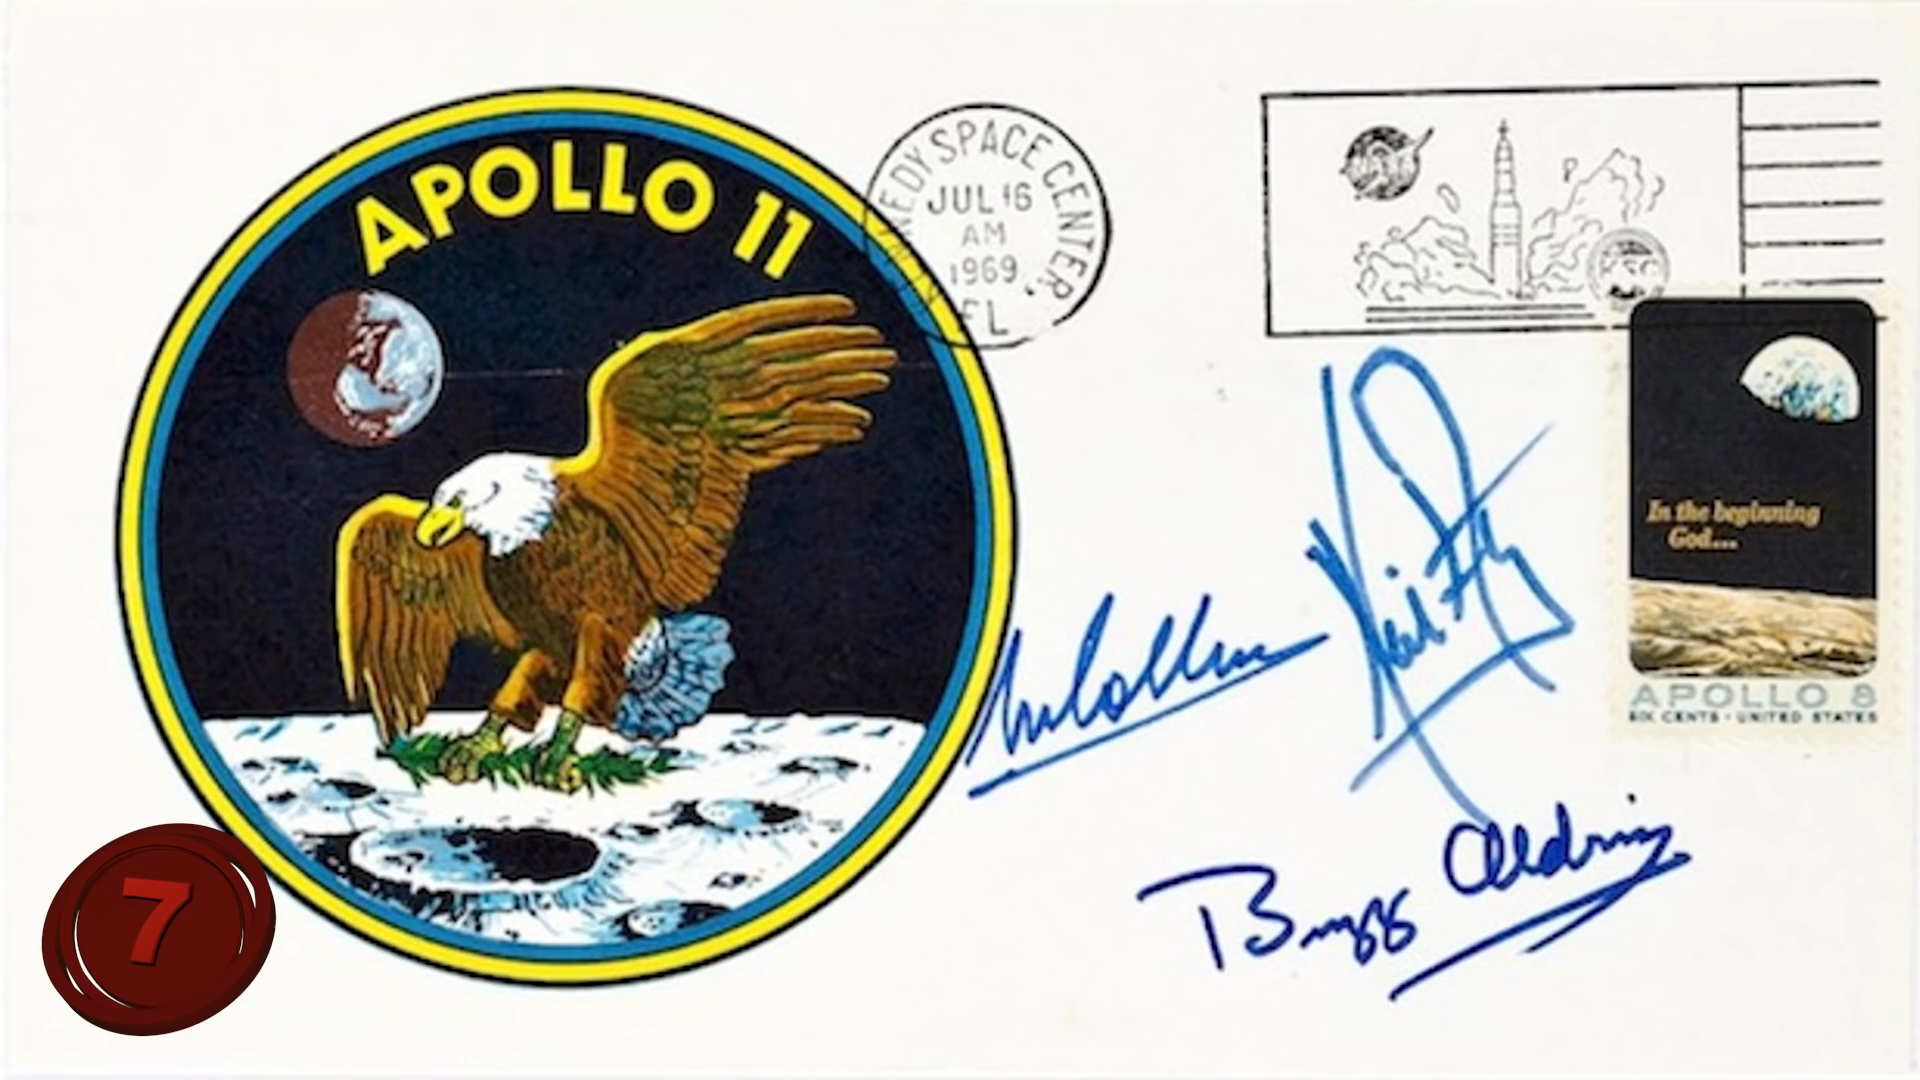 APOLLO 11
KENNEDY SPACE CENTER,
JUL 16
AM
1969
FL
In the beginning
God...
APOLLO 8
SIX CENTS · UNITED STATES
Buzz Aldrin
7